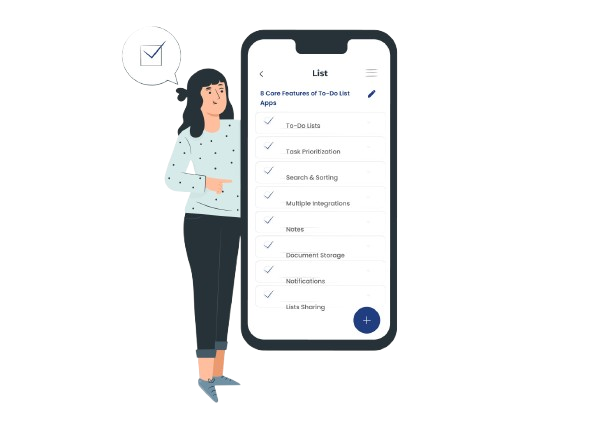 List
8 Core Features of To-Do List
Apps
To-Do Lists
Task Prioritization
Search & Sorting
Multiple Integrations
Notes
Document Storage
Notifications
Lists Sharing